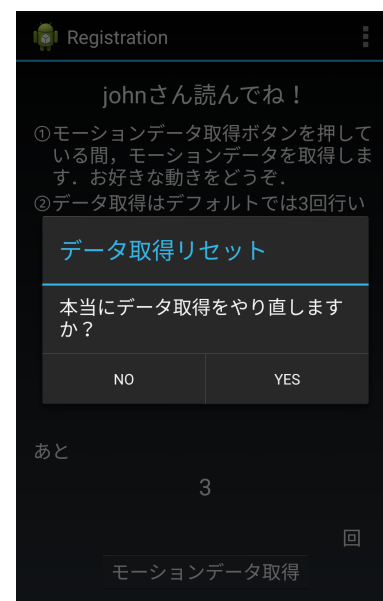 Registration
johnさん読んでね！
①モーションデータ取得ボタンを押して
いる間，モーションデータを取得しま
す．お好きな動きをどうぞ．
②データ取得はデフォルトでは3回行い
データ取得リセット
本当にデータ取得をやり直します
か？
NO YES
あと
3
回
モーションデータ取得